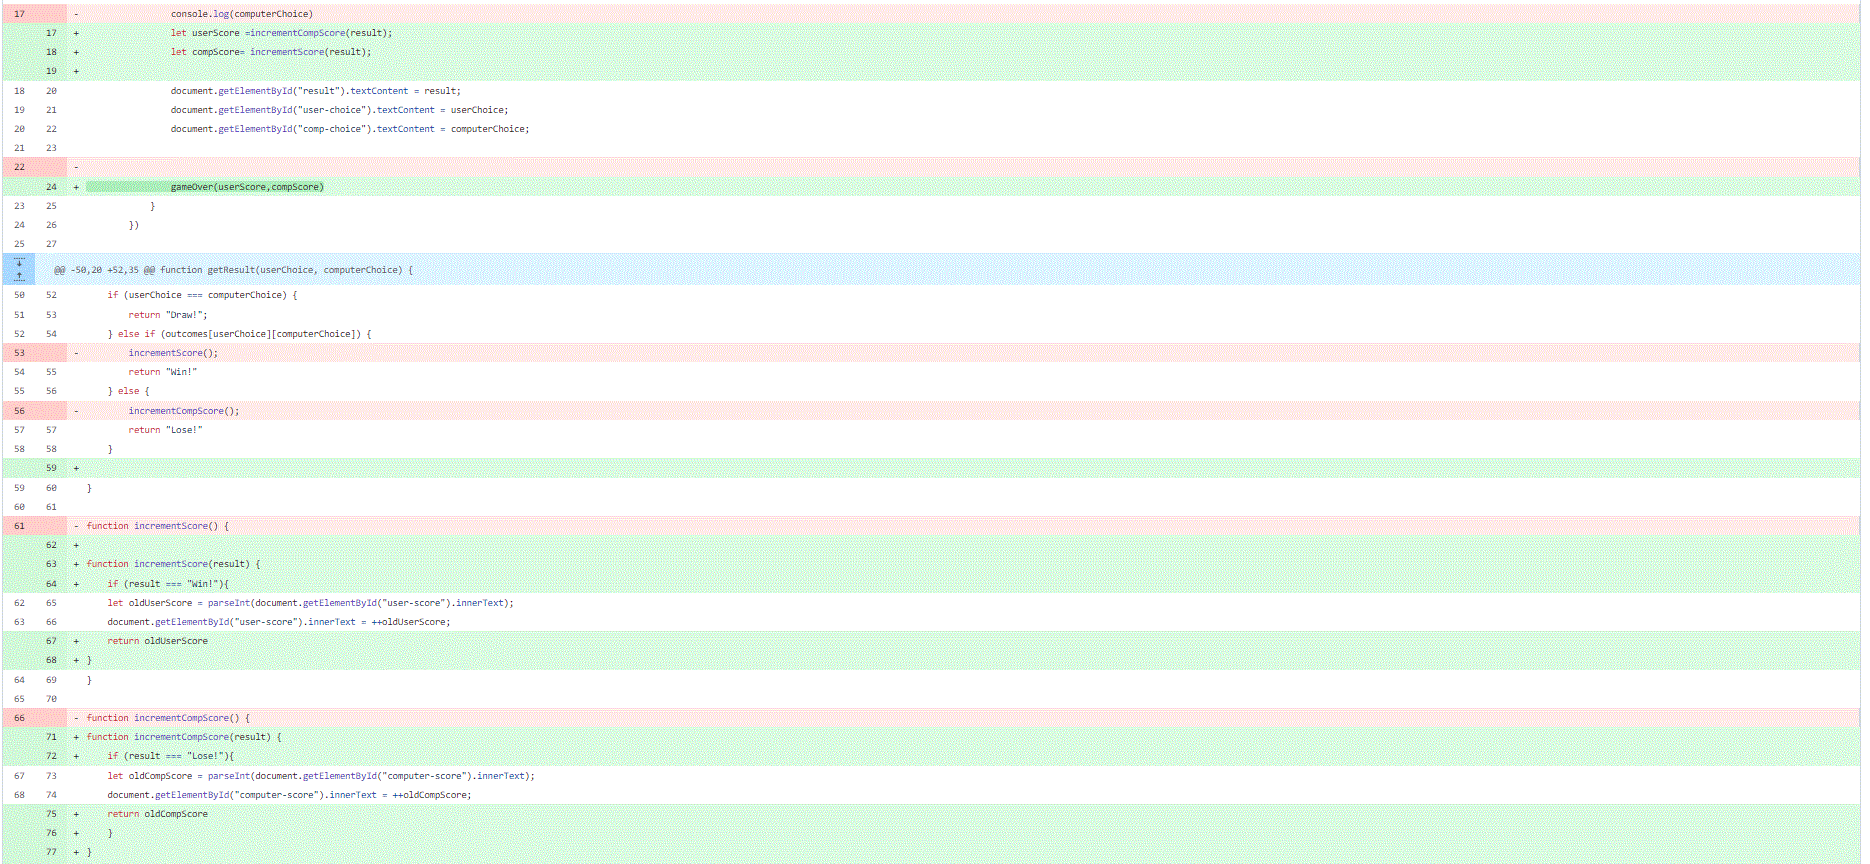 17 - console.log(computerChoice)
17 + let userScore =incrementCompScore(result);
18 + let compScore= incrementScore(result);
19 +
18 20 document.getElementById("result").textContent = result;
19 21 document.getElementById("user-choice").textContent = userChoice;
20 22 document.getElementById("comp-choice").textContent = computerChoice;
21 23
22 -
24 + gameOver(userScore,compScore)
23 25 }
24 26 })
25 27
@@ -50,20 +52,35 @@ function getResult(userChoice, computerChoice) {
50 52 if (userChoice === computerChoice) {
51 53 return "Draw!";
52 54 } else if (outcomes[userChoice][computerChoice]) {
53 - incrementScore();
54 55 return "Win!"
55 56 } else {
56 - incrementCompScore();
57 57 return "Lose!"
58 58 }
59 +
59 60 }
60 61
61 - function incrementScore() {
62 +
63 + function incrementScore(result) {
64 + if (result === "Win!"){
62 65 let oldUserScore = parseInt(document.getElementById("user-score").innerText);
63 66 document.getElementById("user-score").innerText = ++oldUserScore;
67 + return oldUserScore
68 + }
64 69 }
65 70
66 - function incrementCompScore() {
71 + function incrementCompScore(result) {
72 + if (result === "Lose!"){
67 73 let oldCompScore = parseInt(document.getElementById("computer-score").innerText);
68 74 document.getElementById("computer-score").innerText = ++oldCompScore;
75 + return oldCompScore
76 + }
77 + }